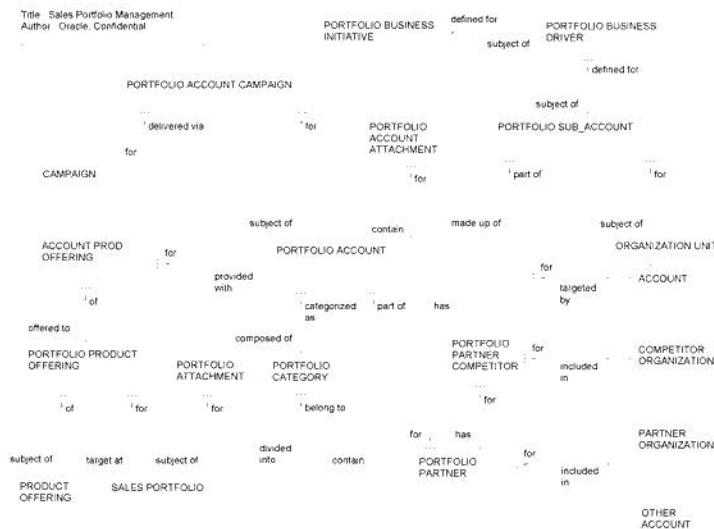 Title Sales Portfolio Management
Author Oracle, Confidential
PORTFOLIO BUSINESS
INITIATIVE
defined for
subject of
PORTFOLIO BUSINESS
DRIVER
defined for
PORTFOLIO ACCOUNT CAMPAIGN
subject of
delivered via
for
PORTFOLIO
ACCOUNT
ATTACHMENT
PORTFOLIO SUB_ACCOUNT
for
CAMPAIGN
for
part of
for
subject of
contain
made up of
subject of
ACCOUNT PROD
OFFERING
for
PORTFOLIO ACCOUNT
ORGANIZATION UNIT
provided
with
for
ACCOUNT
targeted
by
of
categorized
as
part of
has
offered to
composed of
PORTFOLIO PRODUCT
OFFERING
PORTFOLIO
ATTACHMENT
PORTFOLIO
CATEGORY
PORTFOLIO
PARTNER
COMPETITOR
for
included
in
COMPETITOR
ORGANIZATION
of
for
for
belong to
for
for
has
PARTNER
ORGANIZATION
subject of
target at
subject of
divided
into
contain
PORTFOLIO
PARTNER
for
included
in
PRODUCT
OFFERING
SALES PORTFOLIO
OTHER
ACCOUNT